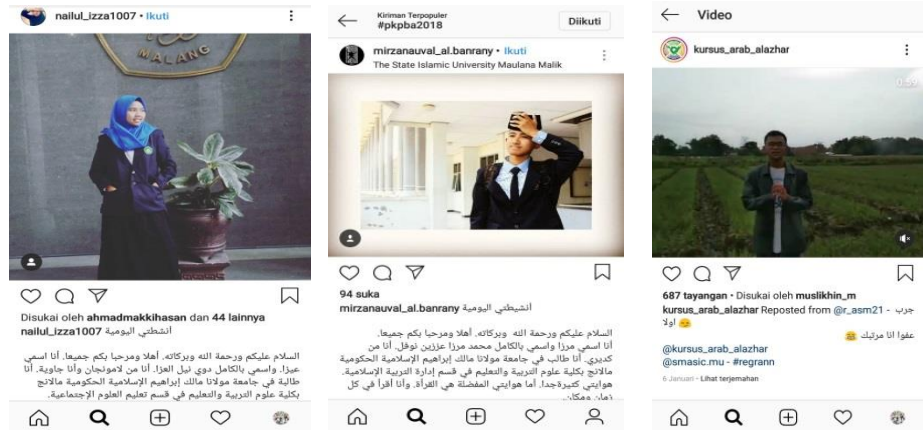 nailul_izza1007 • Ikuti
MALANG
Disukai oleh ahmadmakkihasan dan 44 lainnya
nailul_izza1007 أنشطتي اليومية
السلام عليكم ورحمة الله وبركاته. أهلا ومرحبا بكم جميعا. أنا اسمي
عيزا. واسمي بالكامل دوي نيل العزا. أنا من لامونجان وأنا جاوية. أنا
طالبة في جامعة مولانا مالك إبراهيم الإسلامية الحكومية مالانج
بكلية علوم التربية والتعليم في قسم تعليم العلوم الإجتماعية.
Kiriman Terpopuler
#pkpba2018
Diikuti
mirzanauval_al.banrany • Ikuti
The State Islamic University Maulana Malik
94 suka
mirzanauval_al.banrany أنشيطتي اليومية
السلام عليكم ورحمة الله وبركاته. أهلا ومرحبا بكم جميعا.
أنا اسمي مرزا واسمي بالكامل محمد مرزا عززين نوفل. أنا من
كديري. أنا طالب في جامعة مولانا مالك إبراهيم الإسلامية الحكومية
مالانج بكلية علوم التربية والتعليم في قسم إدارة التربية الإسلامية.
هوايتي كثيرةجدا. أما هوايتي المفضلة هي القرأة. وأنا أقرأ في كل
زمان ومكان.
Video
kursus_arab_alazhar
0:59
687 tayangan • Disukai oleh muslikhin_m
kursus_arab_alazhar Reposted from @r_asm21 - جرب
اولا 😏
عفوا انا مرتبك
@kursus_arab_alazhar
@smasic.mu - #regrann
6 Januari • Lihat terjemahan